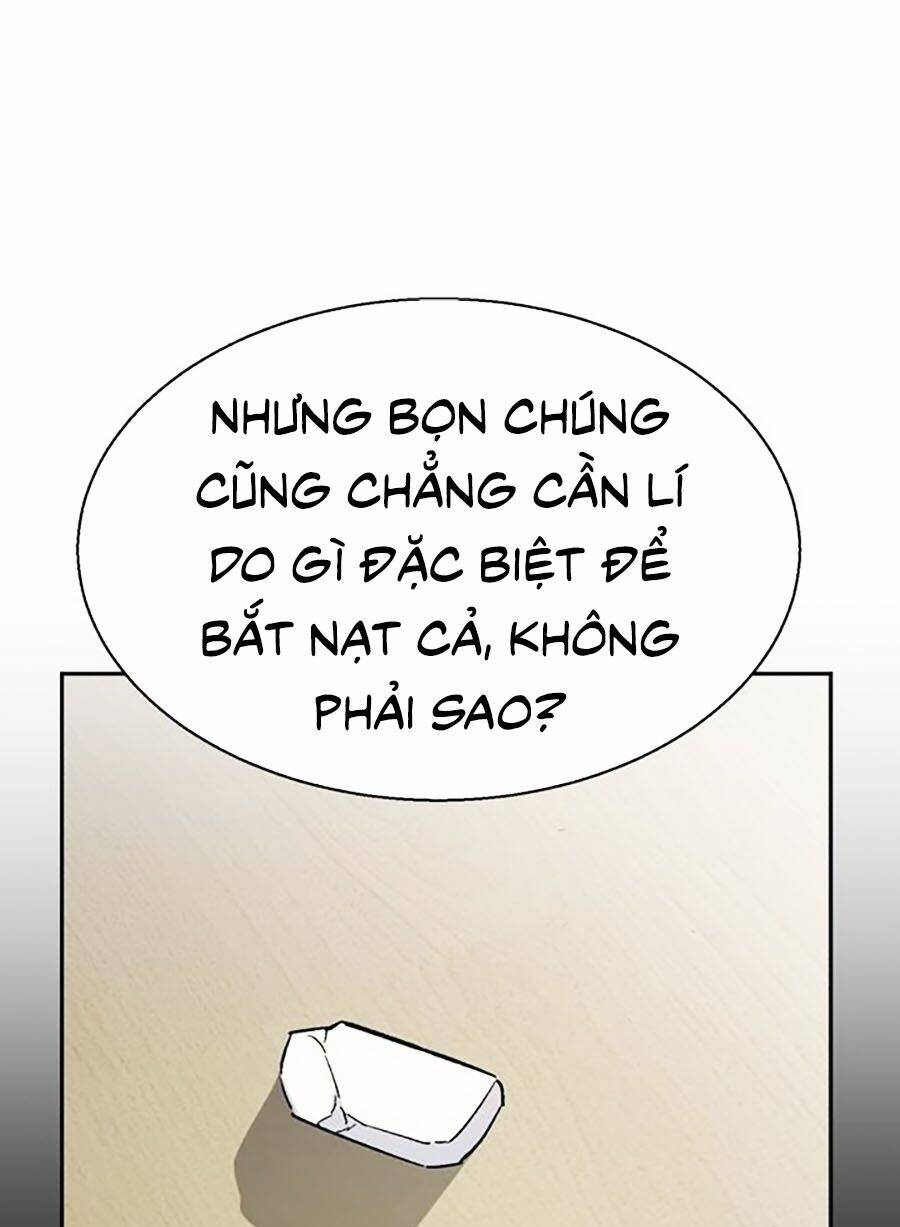 NHƯNG BỌN CHÚNG
CŨNG CHẲNG CẦN LÍ
DO GÌ ĐẶC BIỆT ĐỂ
BẮT NẠT CẢ, KHÔNG
PHẢI SAO?